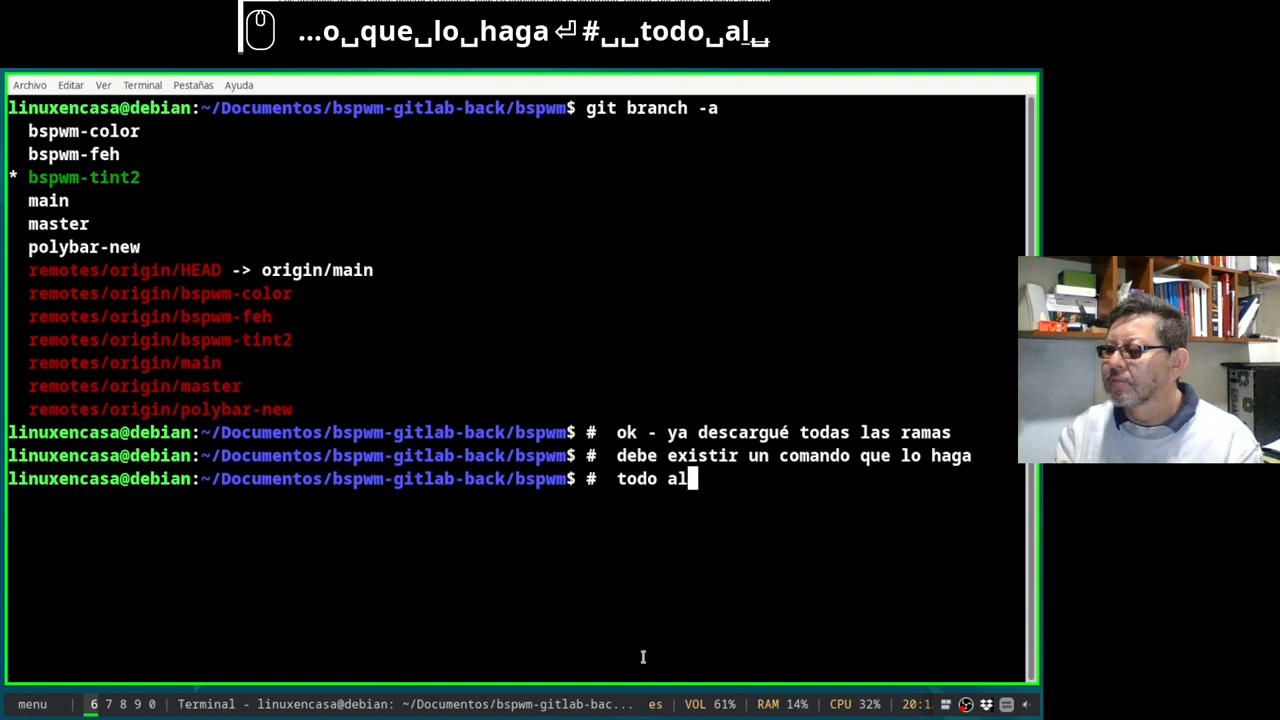 ...o␣que␣lo␣haga⏎#␣␣todo␣al␣
Archivo Editar Ver Terminal Pestañas Ayuda
linuxencasa@debian:~/Documentos/bspwm-gitlab-back/bspwm$ git branch -a
bspwm-color
bspwm-feh
* bspwm-tint2
main
master
polybar-new
remotes/origin/HEAD -> origin/main
remotes/origin/bspwm-color
remotes/origin/bspwm-feh
remotes/origin/bspwm-tint2
remotes/origin/main
remotes/origin/master
remotes/origin/polybar-new
linuxencasa@debian:~/Documentos/bspwm-gitlab-back/bspwm$ #  ok - ya descargué todas las ramas
linuxencasa@debian:~/Documentos/bspwm-gitlab-back/bspwm$ #  debe existir un comando que lo haga
linuxencasa@debian:~/Documentos/bspwm-gitlab-back/bspwm$ #  todo al
menu | 6 7 8 9 0 | Terminal - linuxencasa@debian: ~/Documentos/bspwm-gitlab-bac... es | VOL 61% | RAM 14% | CPU 32% | 20:1